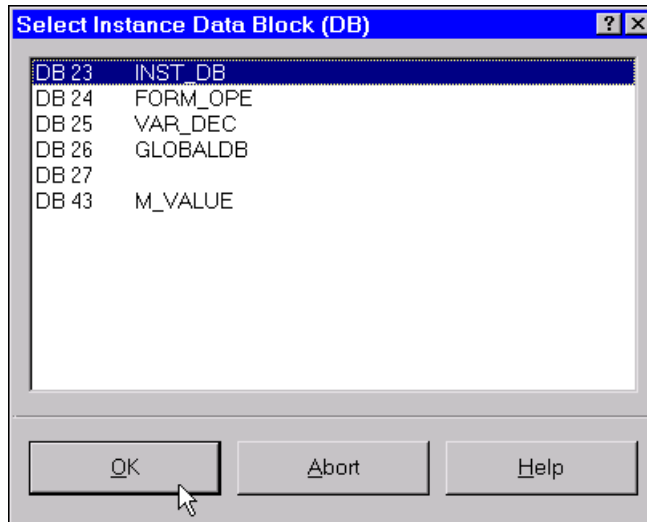 Select Instance Data Block (DB)
? ×
DB 23 INST_DB
DB 24 FORM_OPE
DB 25 VAR_DEC
DB 26 GLOBALDB
DB 27
DB 43 M_VALUE
OK Abort Help